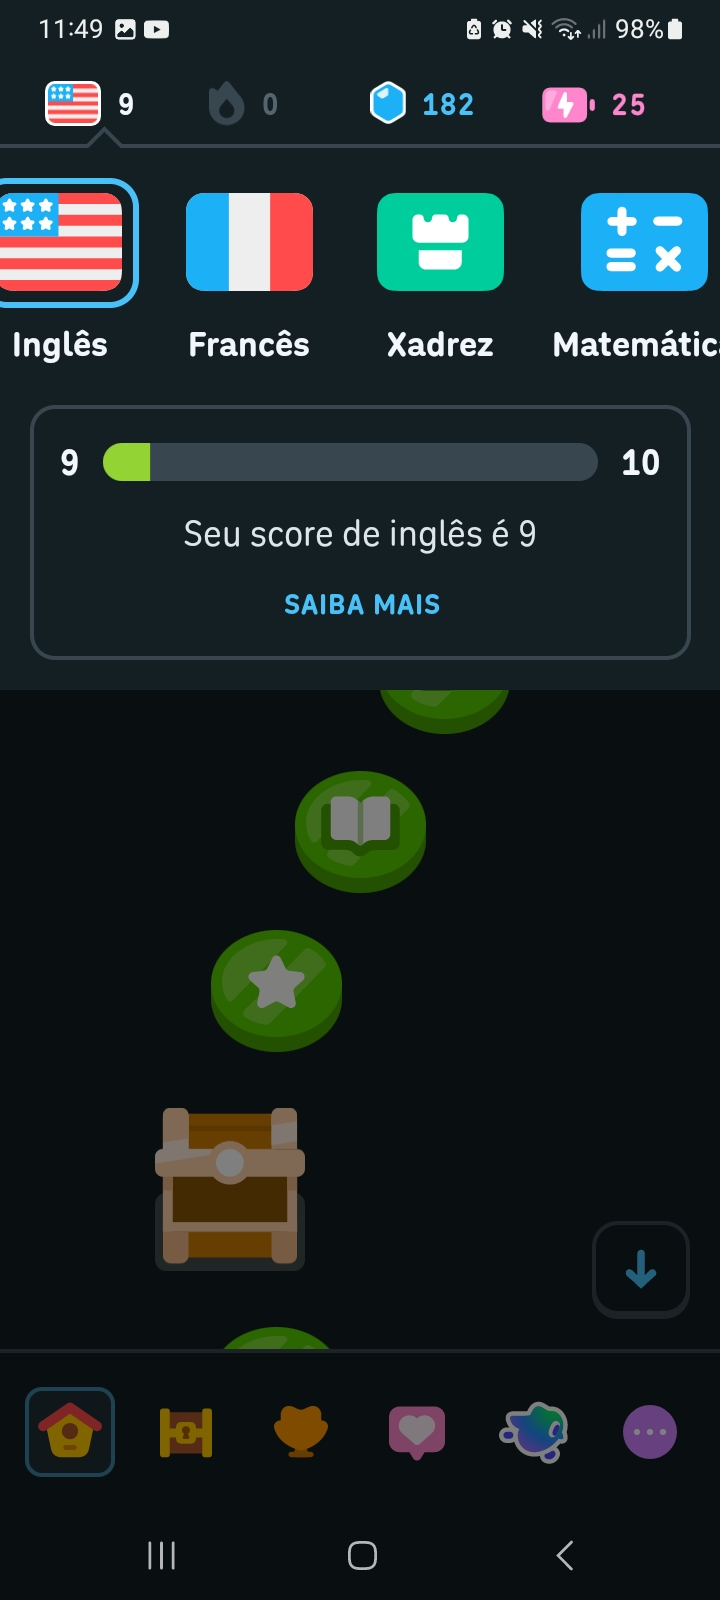 11:49 98%
9 0 182 25
Inglês Francês Xadrez Matemátic
9 10
Seu score de inglês é 9
SAIBA MAIS